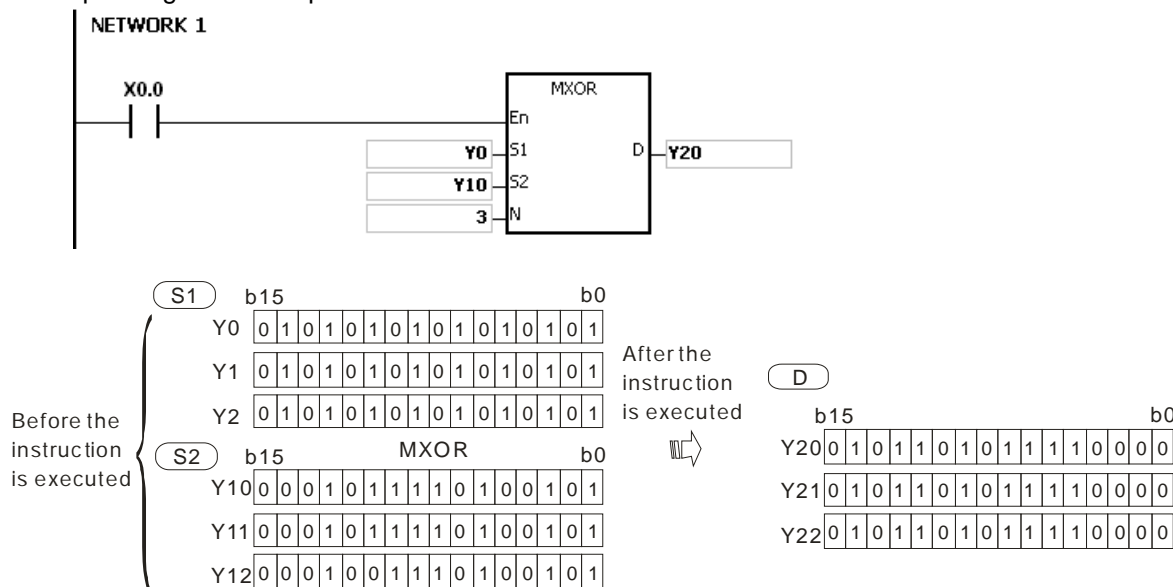 NETWORK 1
X0.0
MXOR
En
Y0 S1 D Y20
Y10 S2
3 N
S1 b15 b0
Y0 0 1 0 1 0 1 0 1 0 1 0 1 0 1 0 1
Y1 0 1 0 1 0 1 0 1 0 1 0 1 0 1 0 1
Y2 0 1 0 1 0 1 0 1 0 1 0 1 0 1 0 1
Before the
instruction
is executed
S2 b15 MXOR b0
Y10 0 0 0 1 0 1 1 1 1 0 1 0 0 1 0 1
Y11 0 0 0 1 0 1 1 1 1 0 1 0 0 1 0 1
Y12 0 0 0 1 0 0 1 1 1 0 1 0 0 1 0 1
After the
instruction
is executed
D
b15 b0
Y20 0 1 0 1 1 0 1 0 1 1 1 1 0 0 0 0
Y21 0 1 0 1 1 0 1 0 1 1 1 1 0 0 0 0
Y22 0 1 0 1 1 0 1 0 1 1 1 1 0 0 0 0